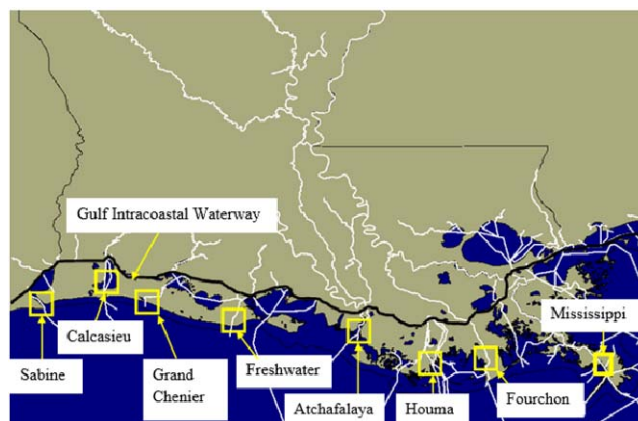 Gulf Intracoastal Waterway
Mississippi
Calcasieu
Sabine
Grand
Chenier
Freshwater
Atchafalaya
Houma
Fourchon